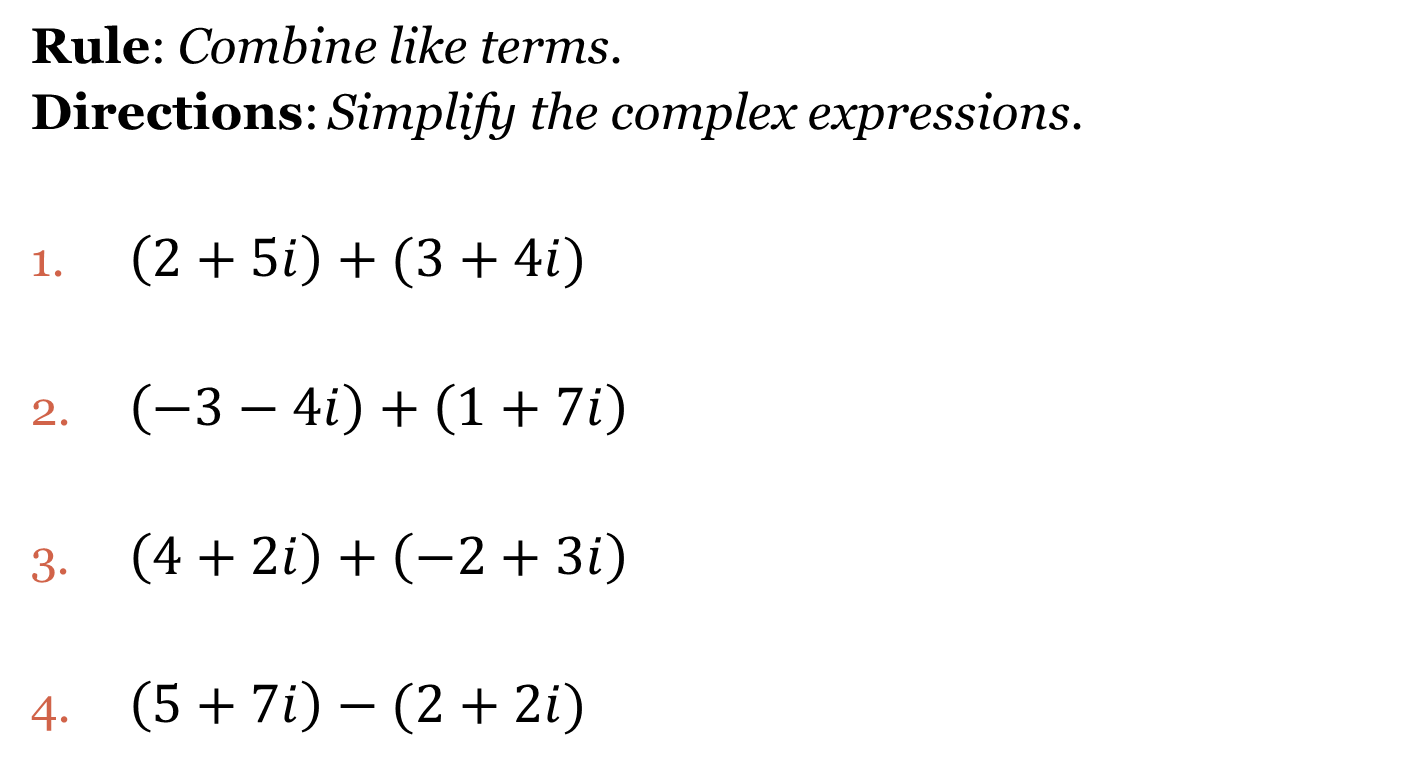 Rule: Combine like terms.
Directions: Simplify the complex expressions.
1. (2 + 5i) + (3 + 4i)
2. (−3 − 4i) + (1 + 7i)
3. (4 + 2i) + (−2 + 3i)
4. (5 + 7i) − (2 + 2i)